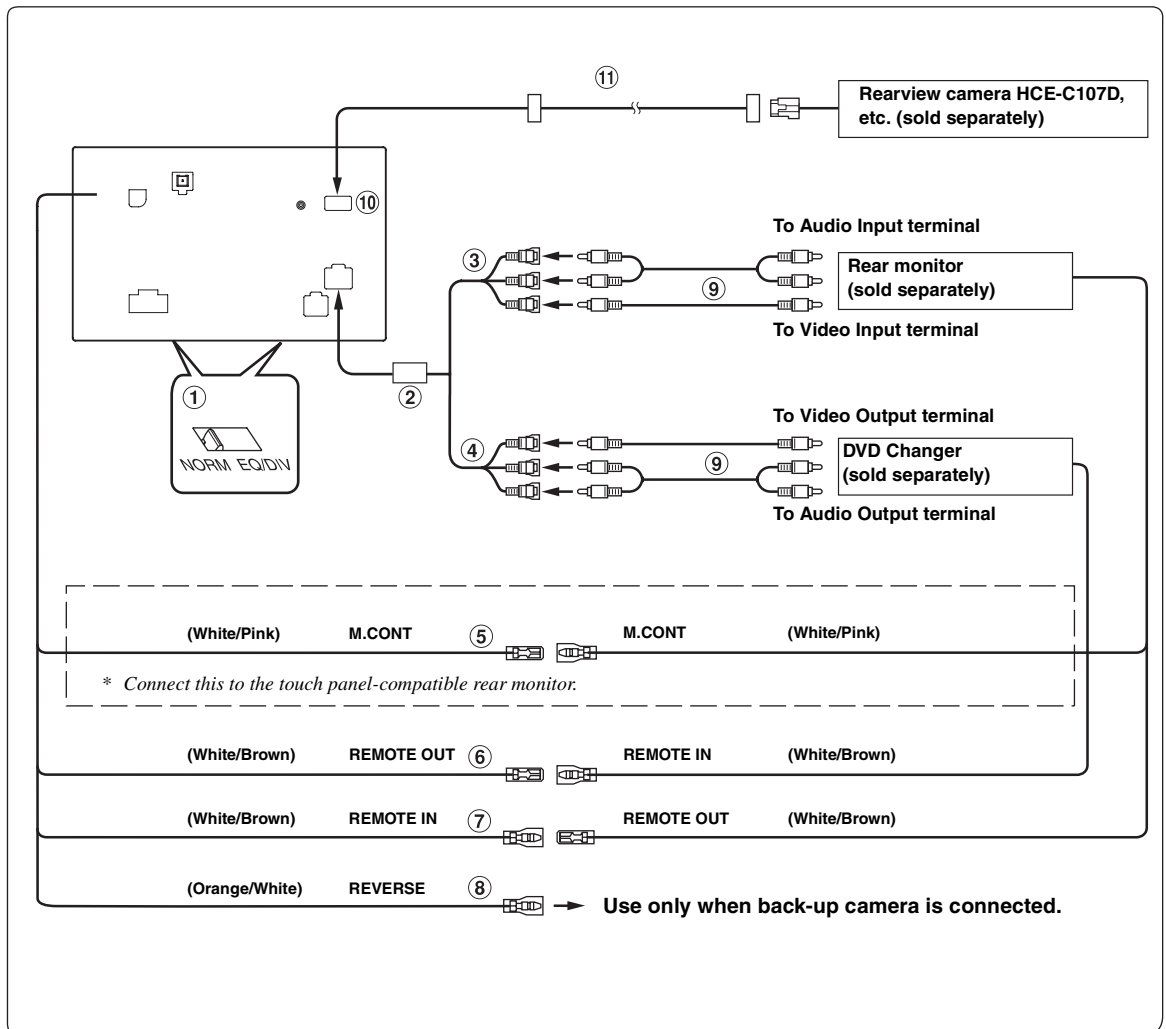 ⑪
Rearview camera HCE-C107D,
etc. (sold separately)
⑩
To Audio Input terminal
③
Rear monitor
(sold separately)
⑨
To Video Input terminal
①
NORM EQ/DIV
②
To Video Output terminal
④
DVD Changer
(sold separately)
⑨
To Audio Output terminal
(White/Pink) M.CONT ⑤ M.CONT (White/Pink)
* Connect this to the touch panel-compatible rear monitor.
(White/Brown) REMOTE OUT ⑥ REMOTE IN (White/Brown)
(White/Brown) REMOTE IN ⑦ REMOTE OUT (White/Brown)
(Orange/White) REVERSE ⑧
Use only when back-up camera is connected.